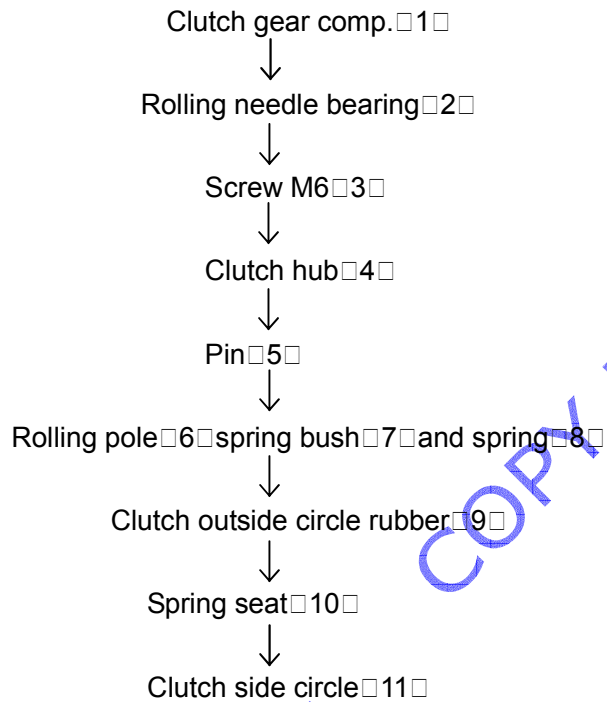 Clutch gear comp.□1□
Rolling needle bearing□2□
Screw M6□3□
Clutch hub□4□
Pin□5□
Rolling pole□6□spring bush□7□and spring□8□
Clutch outside circle rubber□9□
Spring seat□10□
Clutch side circle□11□
COPY